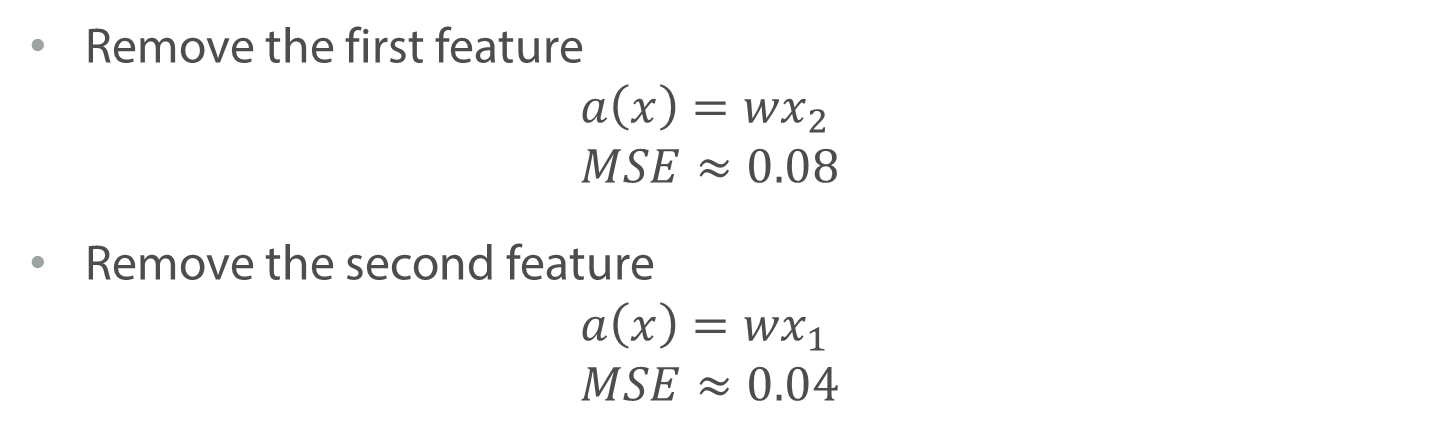 • Remove the first feature
a(x) = wx₂
MSE ≈ 0.08
• Remove the second feature
a(x) = wx₁
MSE ≈ 0.04